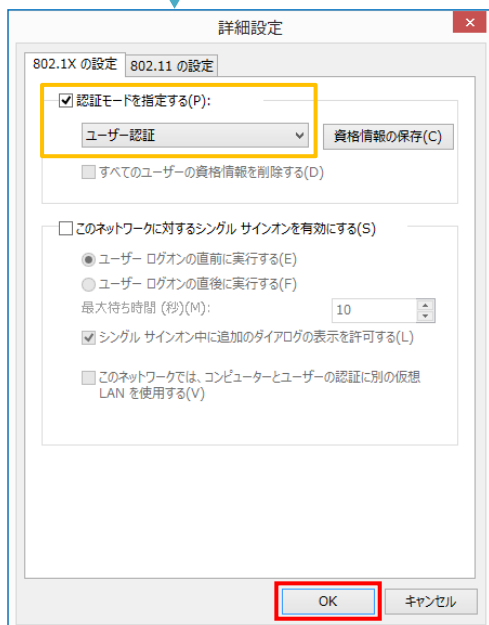 詳細設定
802.1X の設定 802.11 の設定
認証モードを指定する(P):
ユーザー認証 資格情報の保存(C)
すべてのユーザーの資格情報を削除する(D)
このネットワークに対するシングル サインオンを有効にする(S)
ユーザー ログオンの直前に実行する(E)
ユーザー ログオンの直後に実行する(F)
最大待ち時間 (秒)(M): 10
シングル サインオン中に追加のダイアログの表示を許可する(L)
このネットワークでは、コンピューターとユーザーの認証に別の仮想
LAN を使用する(V)
OK キャンセル